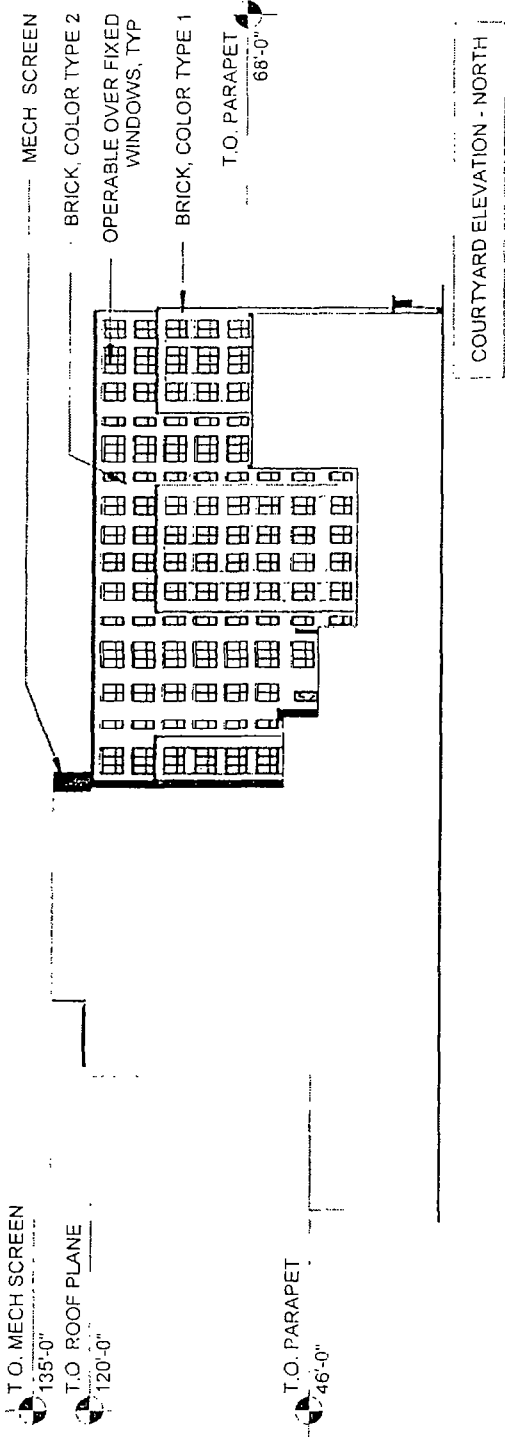 MECH SCREEN
BRICK, COLOR TYPE 2
OPERABLE OVER FIXED
WINDOWS, TYP
BRICK, COLOR TYPE 1
T.O. PARAPET
68'-0"
T.O. MECH SCREEN
135'-0"
T.O ROOF PLANE
120'-0"
T.O. PARAPET
46'-0"
COURTYARD ELEVATION - NORTH